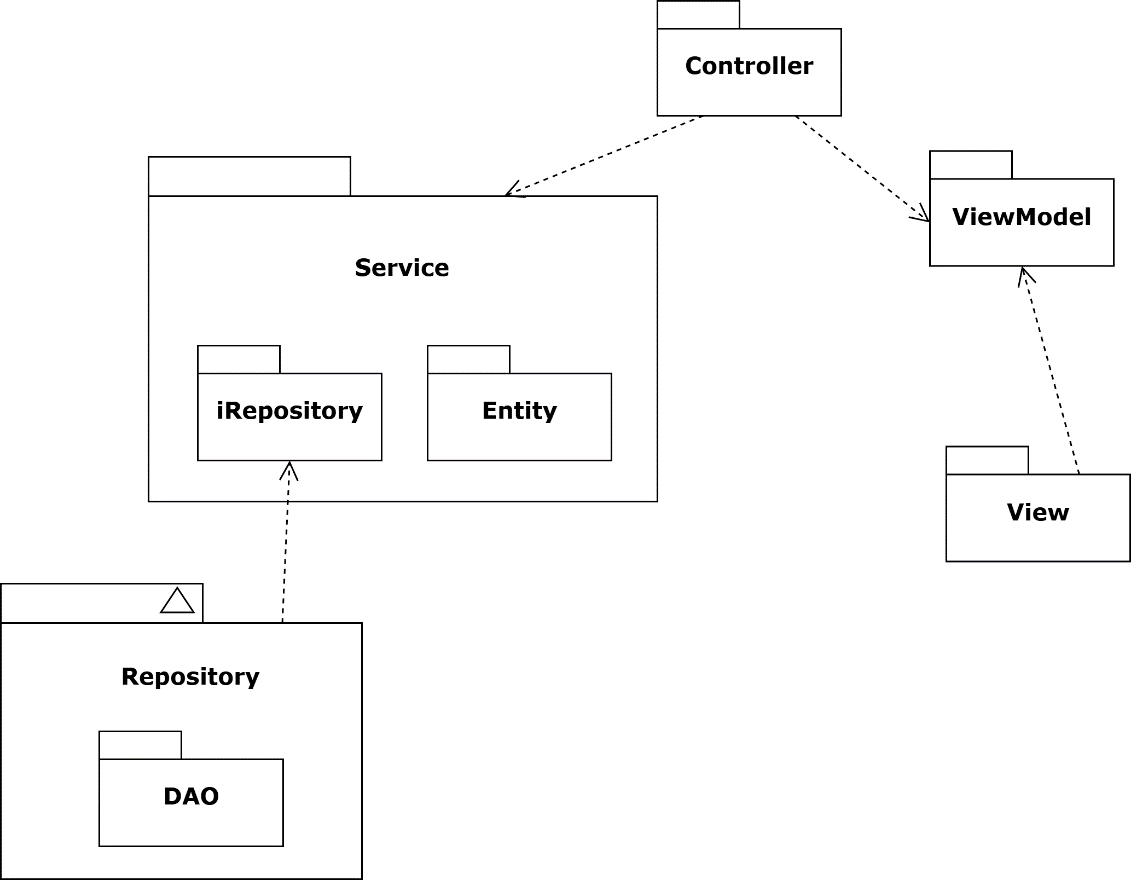 Controller
ViewModel
Service
iRepository
Entity
View
Repository
DAO